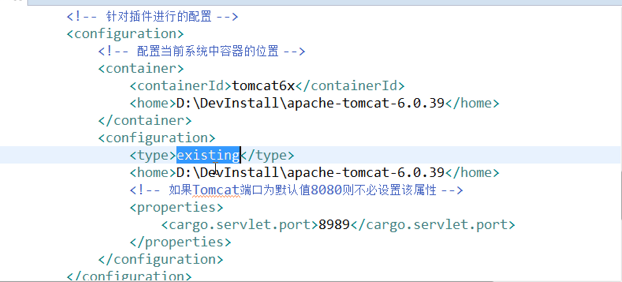 <!-- 针对插件进行的配置 -->
<configuration>
<!-- 配置当前系统中容器的位置 -->
<container>
<containerId>tomcat6x</containerId>
<home>D:\DevInstall\apache-tomcat-6.0.39</home>
</container>
<configuration>
<type>existing</type>
<home>D:\DevInstall\apache-tomcat-6.0.39</home>
<!-- 如果Tomcat端口为默认值8080则不必设置该属性 -->
<properties>
<cargo.servlet.port>8989</cargo.servlet.port>
</properties>
</configuration>
</configuration>